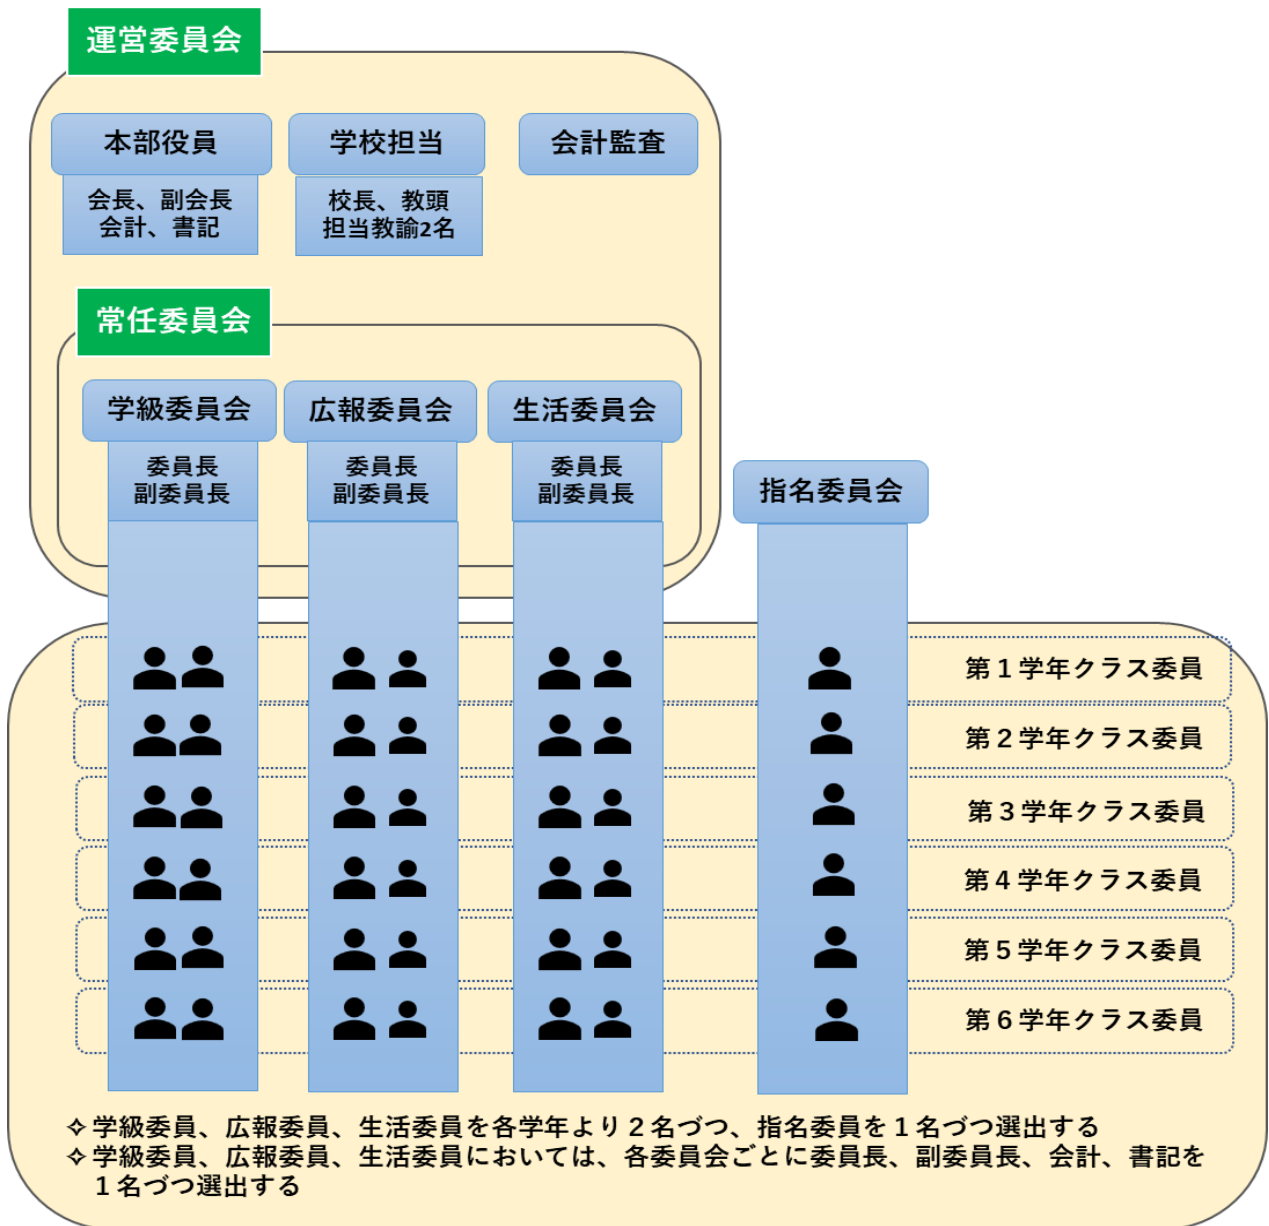 運営委員会
本部役員
学校担当
会計監査
会長、副会長
会計、書記
校長、教頭
担当教諭2名
常任委員会
学級委員会
広報委員会
生活委員会
委員長
副委員長
委員長
副委員長
委員長
副委員長
指名委員会
第１学年クラス委員
第２学年クラス委員
第３学年クラス委員
第４学年クラス委員
第５学年クラス委員
第６学年クラス委員
✧学級委員、広報委員、生活委員を各学年より２名づつ、指名委員を１名づつ選出する
✧学級委員、広報委員、生活委員においては、各委員会ごとに委員長、副委員長、会計、書記を
１名づつ選出する